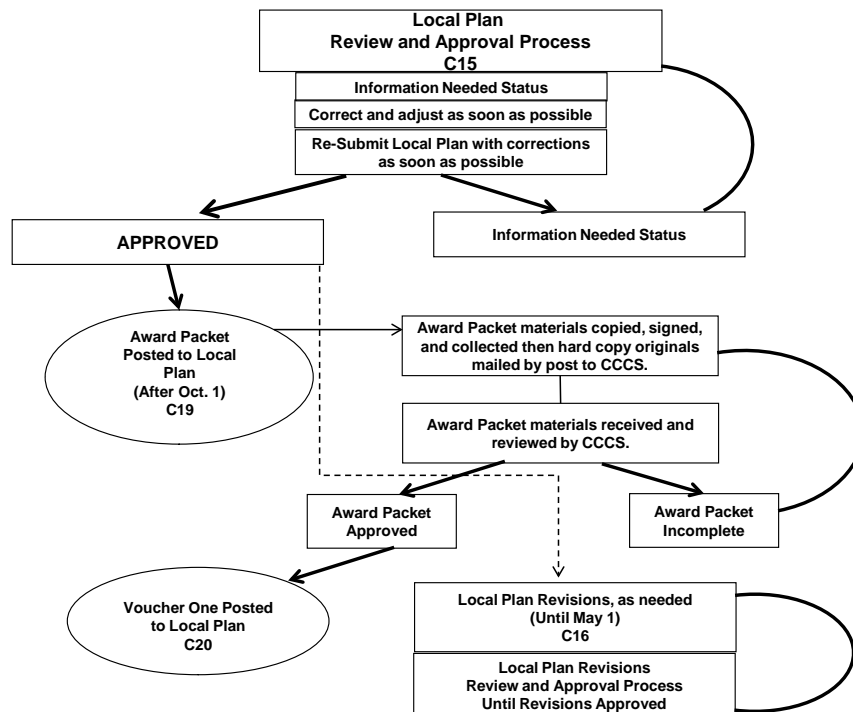 Local Plan
Review and Approval Process
C15
Information Needed Status
Correct and adjust as soon as possible
Re-Submit Local Plan with corrections
as soon as possible
APPROVED
Information Needed Status
Award Packet
Posted to Local
Plan
(After Oct. 1)
C19
Award Packet materials copied, signed,
and collected then hard copy originals
mailed by post to CCCS.
Award Packet materials received and
reviewed by CCCS.
Award Packet
Approved
Award Packet
Incomplete
Voucher One Posted
to Local Plan
C20
Local Plan Revisions, as needed
(Until May 1)
C16
Local Plan Revisions
Review and Approval Process
Until Revisions Approved